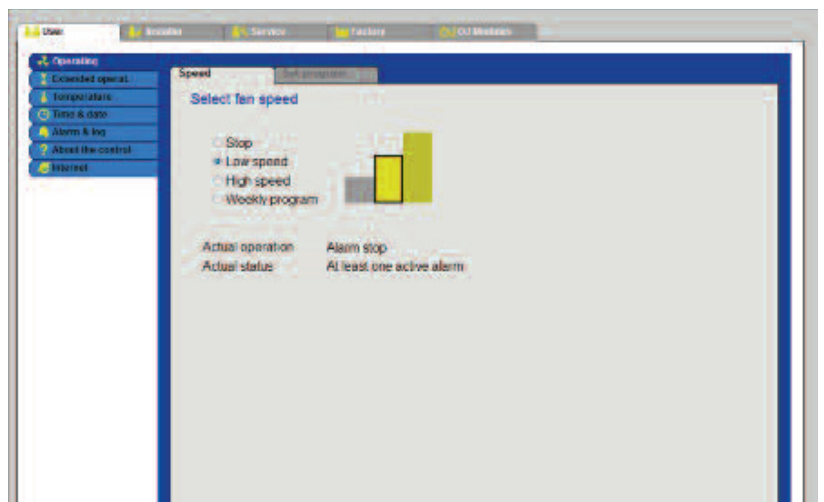 User
Installer
Service
Factory
OJ Modules
Operating
Extended operat.
Temperature
Time & date
Alarm & log
? About the control
Internet
Speed
Set program
Select fan speed
Stop
Low speed
High speed
Weekly program
Actual operation Alarm stop
Actual status At least one active alarm